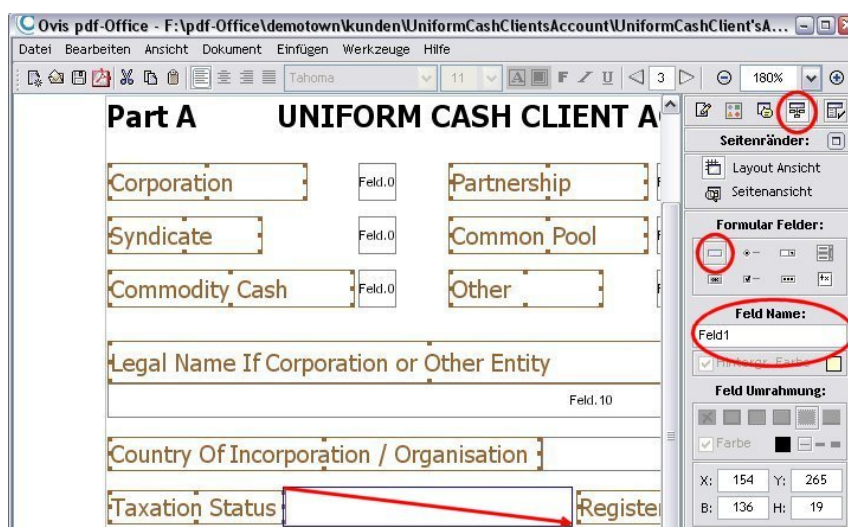 Ovis pdf-Office - F:\pdf-Office\demotown\kunden\UniformCashClientsAccount\UniformCashClient'sA...
Datei Bearbeiten Ansicht Dokument Einfügen Werkzeuge Hilfe
Tahoma 11 A F I U 3 180%
Part A UNIFORM CASH CLIENT A
Corporation Feld.0 Partnership
Syndicate Feld.0 Common Pool
Commodity Cash Feld.0 Other
Legal Name If Corporation or Other Entity
Feld.10
Country Of Incorporation / Organisation
Taxation Status Register
Seitenränder:
Layout Ansicht
Seitenansicht
Formular Felder:
Feld Name:
Feld1
Hintergr. Farbe
Feld Umrahmung:
Farbe
X: 154 Y: 265
B: 136 H: 19